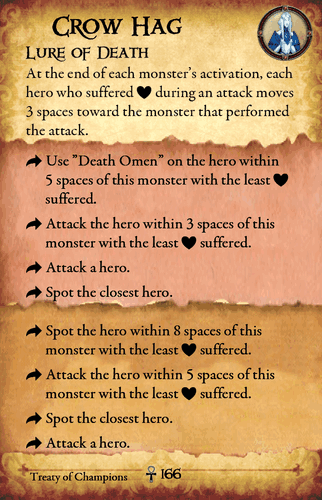 Crow Hag
Lure of Death
At the end of each monster's activation, each
hero who suffered ♥ during an attack moves
3 spaces toward the monster that performed
the attack.
Use "Death Omen" on the hero within
5 spaces of this monster with the least ♥
suffered.
Attack the hero within 3 spaces of this
monster with the least ♥ suffered.
Attack a hero.
Spot the closest hero.
Spot the hero within 8 spaces of this
monster with the least ♥ suffered.
Attack the hero within 5 spaces of this
monster with the least ♥ suffered.
Spot the closest hero.
Attack a hero.
Treaty of Champions ☥ 166